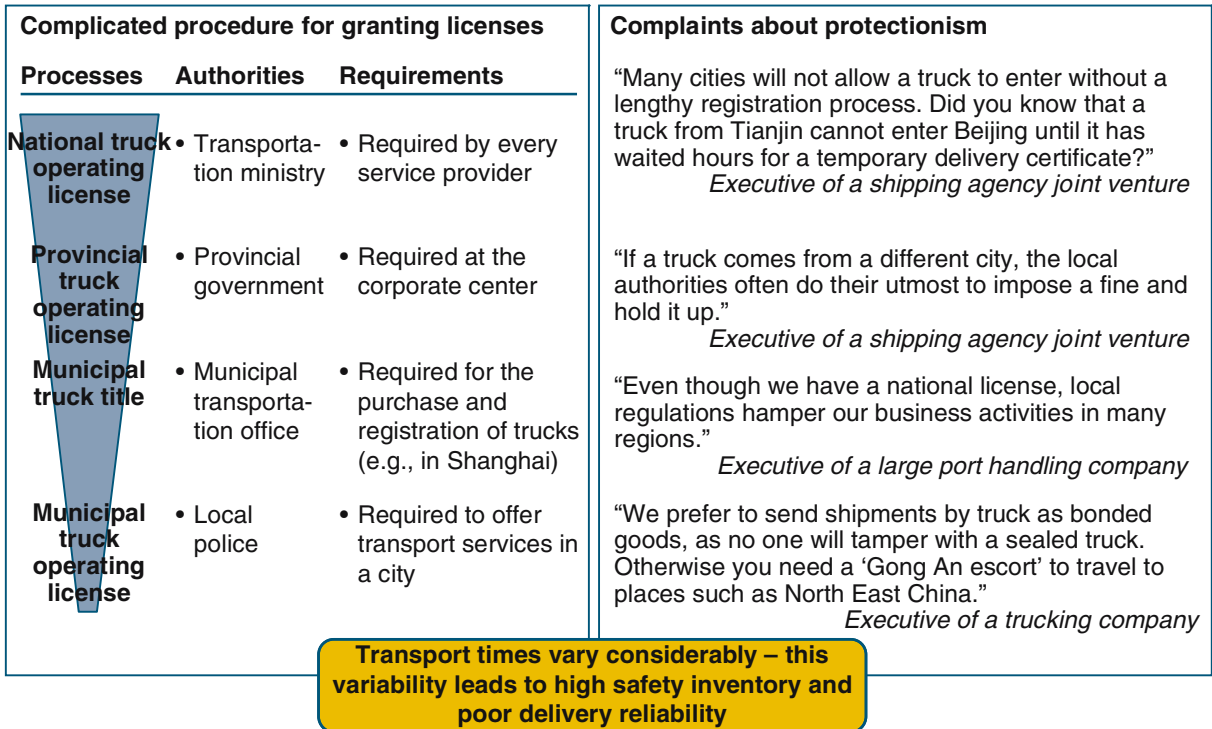 Complicated procedure for granting licenses
Processes Authorities Requirements
National truck
operating
license
• Transporta-
tion ministry
• Required by every
service provider
Provincial
truck
operating
license
• Provincial
government
• Required at the
corporate center
Municipal
truck title
• Municipal
transporta-
tion office
• Required for the
purchase and
registration of trucks
(e.g., in Shanghai)
Municipal
truck
operating
license
• Local
police
• Required to offer
transport services in
a city
Complaints about protectionism
“Many cities will not allow a truck to enter without a
lengthy registration process. Did you know that a
truck from Tianjin cannot enter Beijing until it has
waited hours for a temporary delivery certificate?”
Executive of a shipping agency joint venture
“If a truck comes from a different city, the local
authorities often do their utmost to impose a fine and
hold it up.”
Executive of a shipping agency joint venture
“Even though we have a national license, local
regulations hamper our business activities in many
regions.”
Executive of a large port handling company
“We prefer to send shipments by truck as bonded
goods, as no one will tamper with a sealed truck.
Otherwise you need a ‘Gong An escort’ to travel to
places such as North East China.”
Executive of a trucking company
Transport times vary considerably – this
variability leads to high safety inventory and
poor delivery reliability